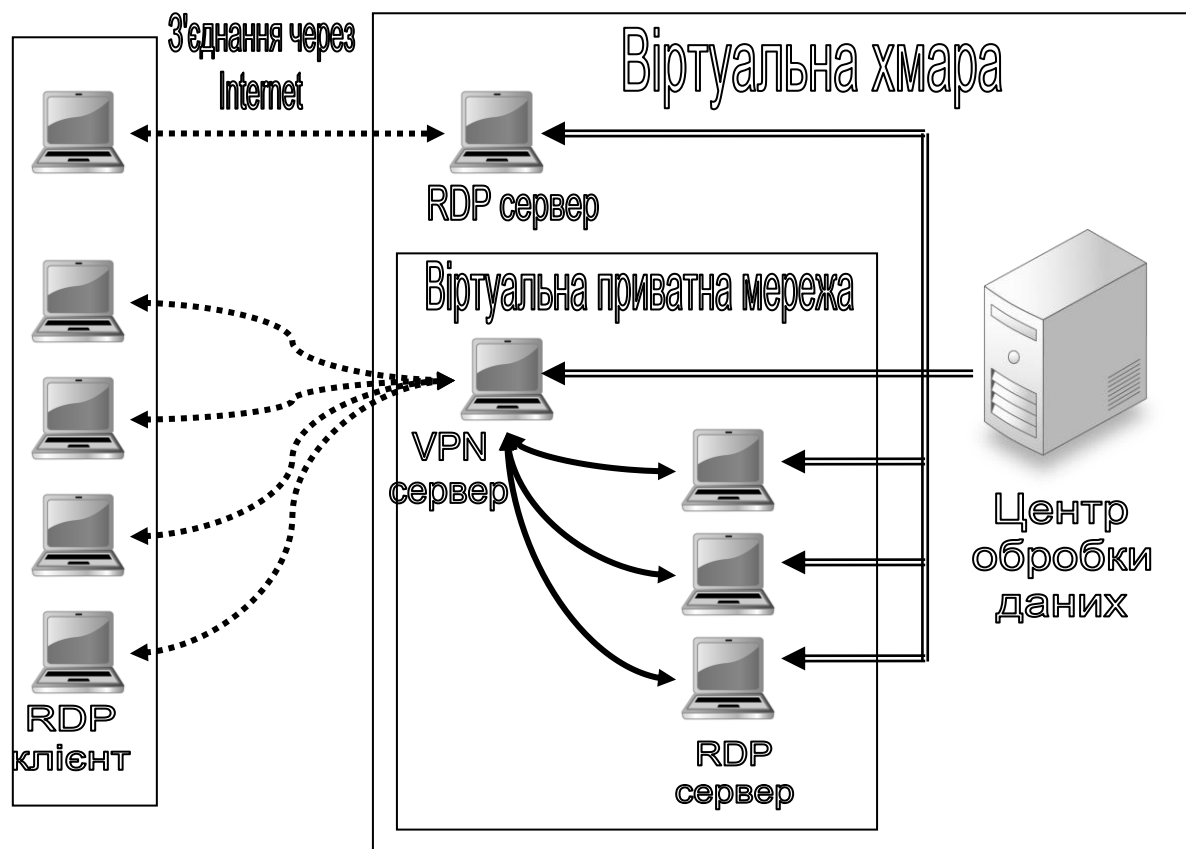 З'єднання через
Internet
Віртуальна хмара
RDP сервер
Віртуальна приватна мережа
VPN
сервер
Центр
обробки
даних
RDP
клієнт
RDP
сервер